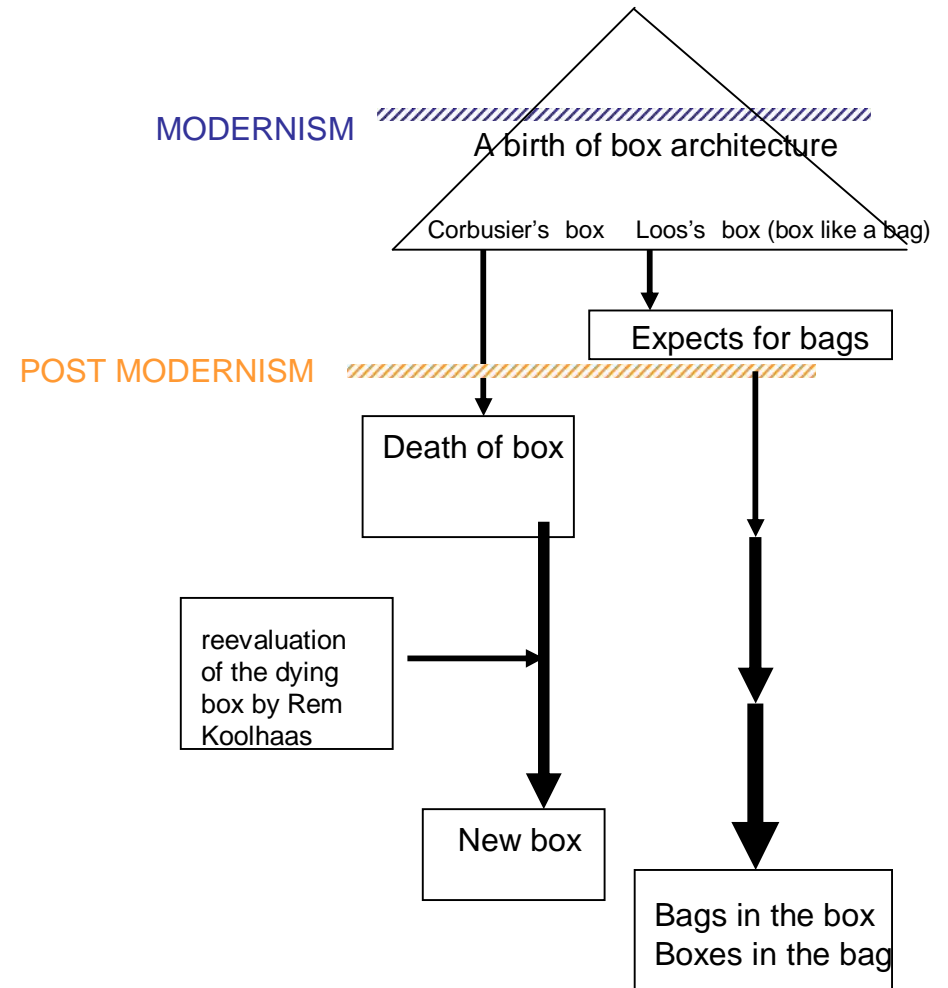 MODERNISM
A birth of box architecture
Corbusier's box Loos's box (box like a bag)
Expects for bags
POST MODERNISM
Death of box
reevaluation
of the dying
box by Rem
Koolhaas
New box
Bags in the box
Boxes in the bag